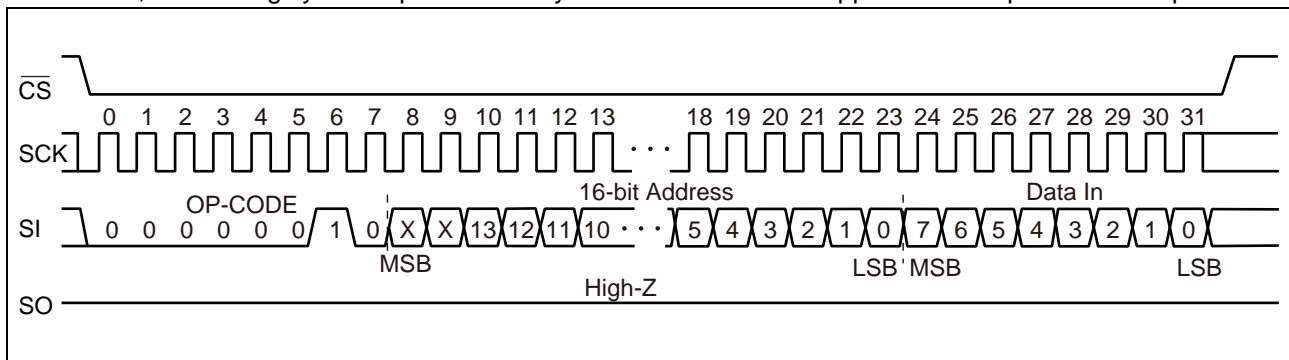 CS
0 1 2 3 4 5 6 7 8 9 10 11 12 13 18 19 20 21 22 23 24 25 26 27 28 29 30 31
SCK ···
OP-CODE 16-bit Address Data In
SI 0 0 0 0 0 0 1 0 X X 13 12 11 10 ··· 5 4 3 2 1 0 7 6 5 4 3 2 1 0
MSB LSB MSB LSB
High-Z
SO